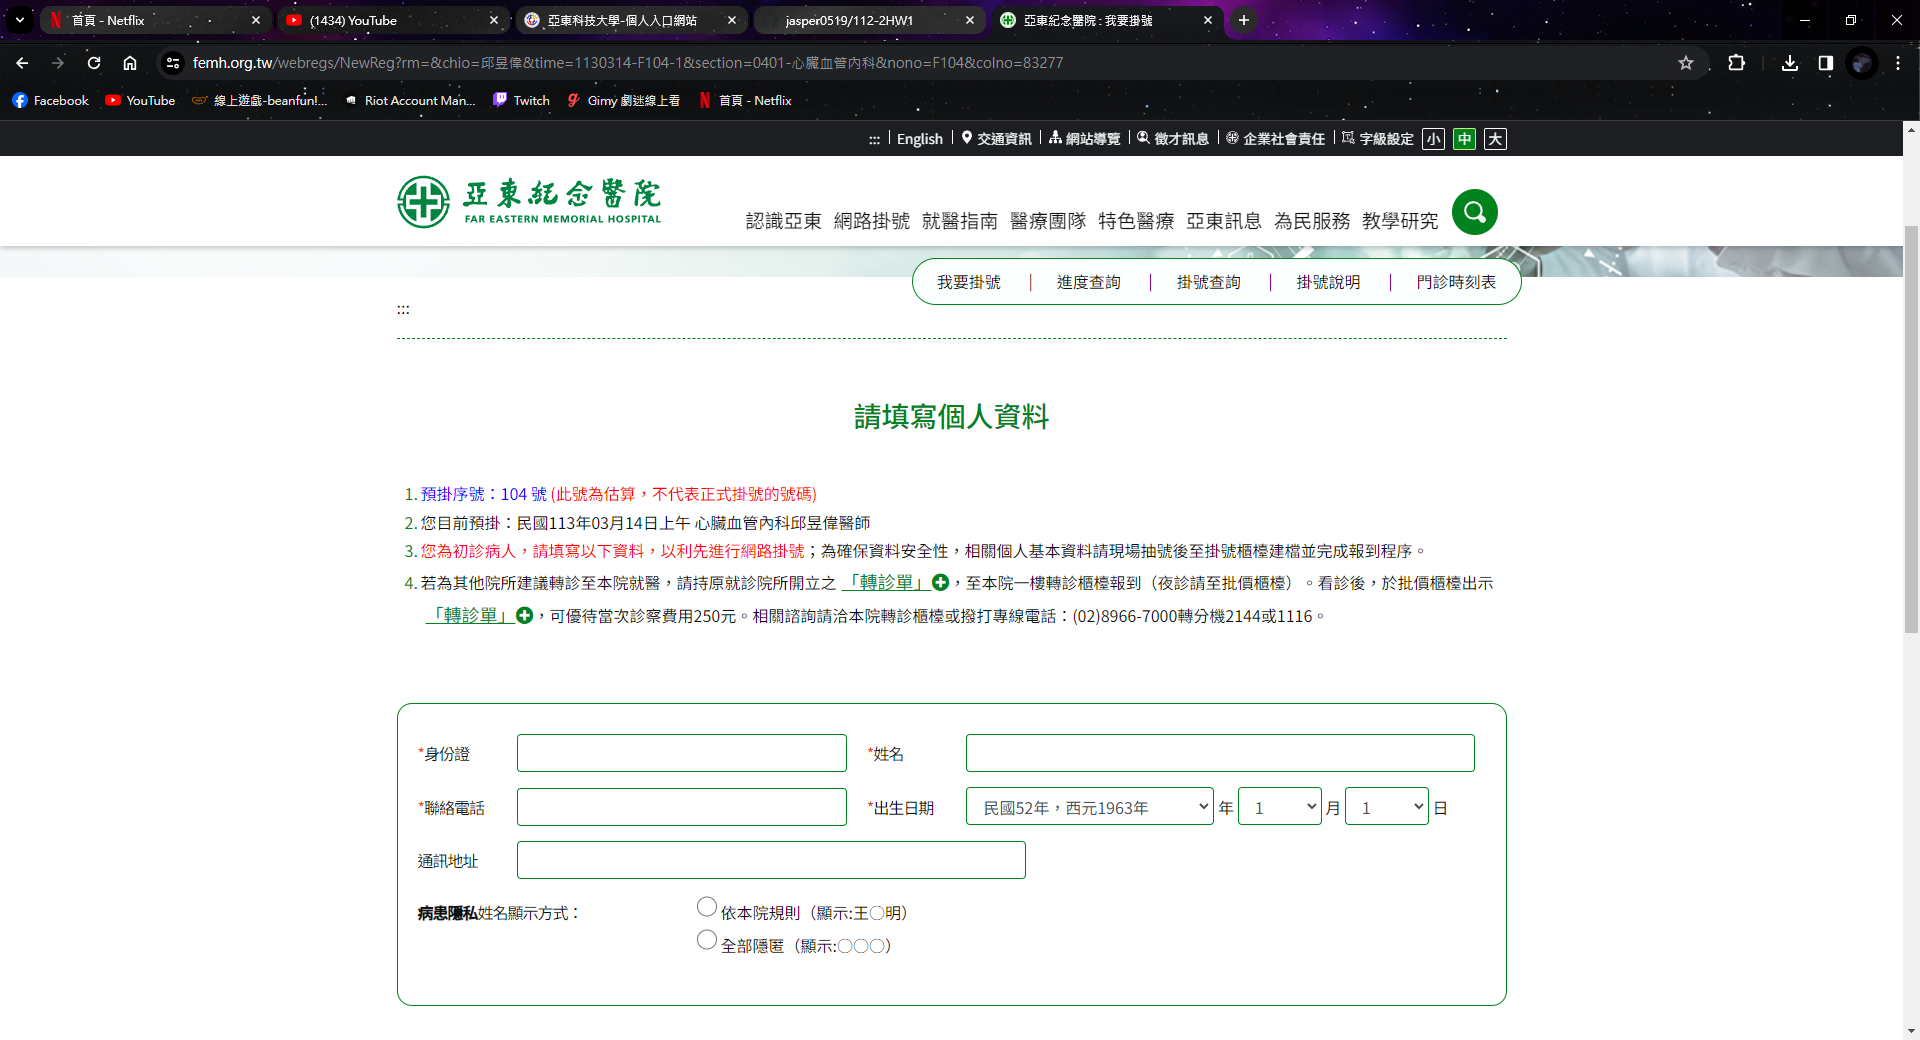 首頁 - Netflix
(1434) YouTube
亞東科技大學-個人入口網站
jasper0519/112-2HW1
亞東紀念醫院 : 我要掛號
femh.org.tw/webregs/NewReg?rm=&chio=邱昱偉&time=1130314-F104-1&section=0401-心臟血管內科&nono=F104&colno=83277
Facebook
YouTube
線上遊戲-beanfun!...
Riot Account Man...
Twitch
Gimy 劇迷線上看
首頁 - Netflix
::: | English | 交通資訊 | 網站導覽 | 徵才訊息 | 企業社會責任 | 字級設定 小 中 大
亞東紀念醫院
FAR EASTERN MEMORIAL HOSPITAL
認識亞東 網路掛號 就醫指南 醫療團隊 特色醫療 亞東訊息 為民服務 教學研究
我要掛號 | 進度查詢 | 掛號查詢 | 掛號說明 | 門診時刻表
:::
請填寫個人資料
1. 預掛序號：104 號 (此號為估算，不代表正式掛號的號碼)
2. 您目前預掛：民國113年03月14日上午 心臟血管內科邱昱偉醫師
3. 您為初診病人，請填寫以下資料，以利先進行網路掛號；為確保資料安全性，相關個人基本資料請現場抽號後至掛號櫃檯建檔並完成報到程序。
4. 若為其他院所建議轉診至本院就醫，請持原就診院所開立之 「轉診單」，至本院一樓轉診櫃檯報到（夜診請至批價櫃檯）。看診後，於批價櫃檯出示
「轉診單」，可優待當次診察費用250元。相關諮詢請洽本院轉診櫃檯或撥打專線電話：(02)8966-7000轉分機2144或1116。
*身份證 *姓名
*聯絡電話 *出生日期 民國52年，西元1963年 年 1 月 1 日
通訊地址
病患隱私姓名顯示方式： 依本院規則（顯示:王〇明）
全部隱匿（顯示:〇〇〇）